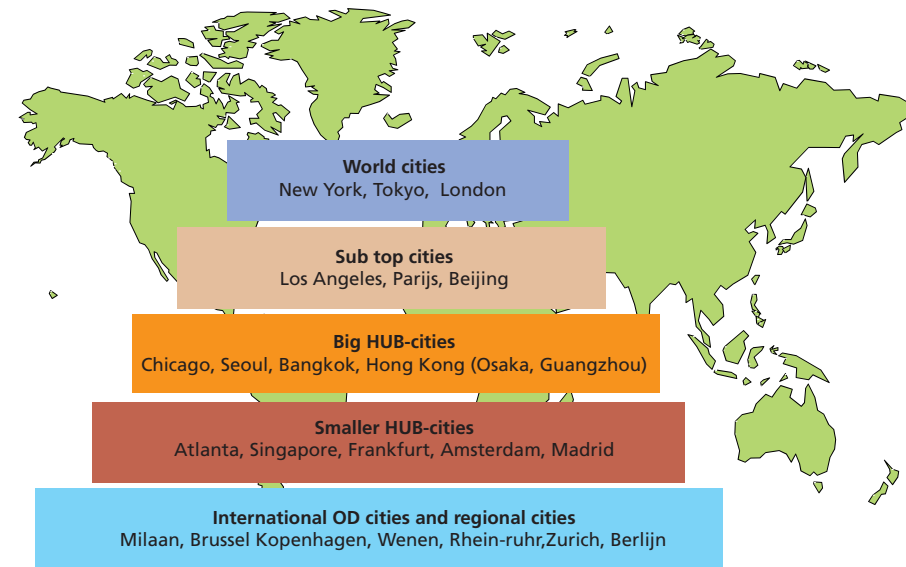 World cities
New York, Tokyo, London
Sub top cities
Los Angeles, Parijs, Beijing
Big HUB-cities
Chicago, Seoul, Bangkok, Hong Kong (Osaka, Guangzhou)
Smaller HUB-cities
Atlanta, Singapore, Frankfurt, Amsterdam, Madrid
International OD cities and regional cities
Milaan, Brussel Kopenhagen, Wenen, Rhein-ruhr,Zurich, Berlijn